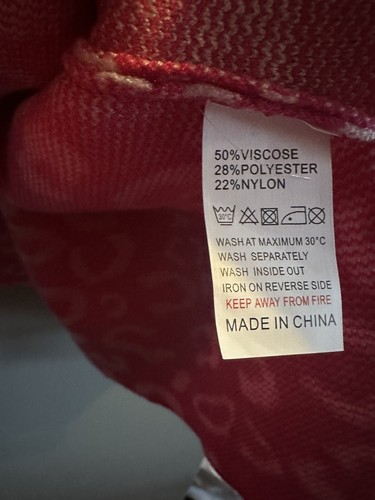 50%VISCOSE
28%POLYESTER
22%NYLON
30°C
WASH AT MAXIMUM 30°C
WASH SEPARATELY
WASH INSIDE OUT
IRON ON REVERSE SIDE
KEEP AWAY FROM FIRE
MADE IN CHINA